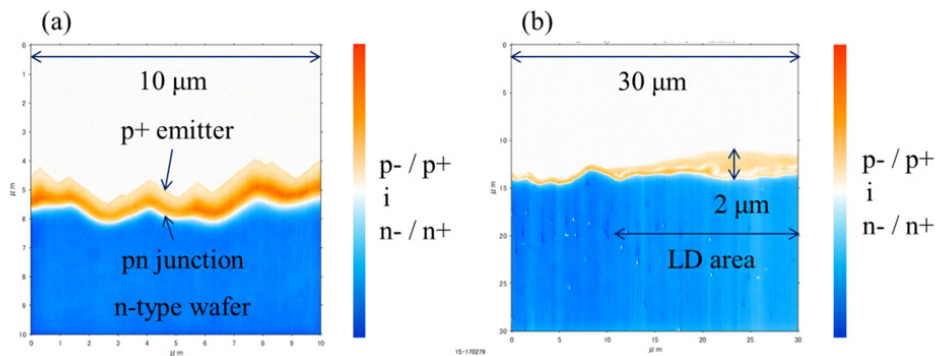 (a)
0
1
2
3
4
5
6
7
8
9
10
μm
10 μm
p+ emitter
pn junction
n-type wafer
0
1
2
3
4
5
6
7
8
9
10
μm
p- / p+
i
n- / n+
(b)
0
5
10
15
20
25
30
μm
30 μm
2 μm
LD area
0
5
10
15
20
25
30
μm
15-170279
p- / p+
i
n- / n+